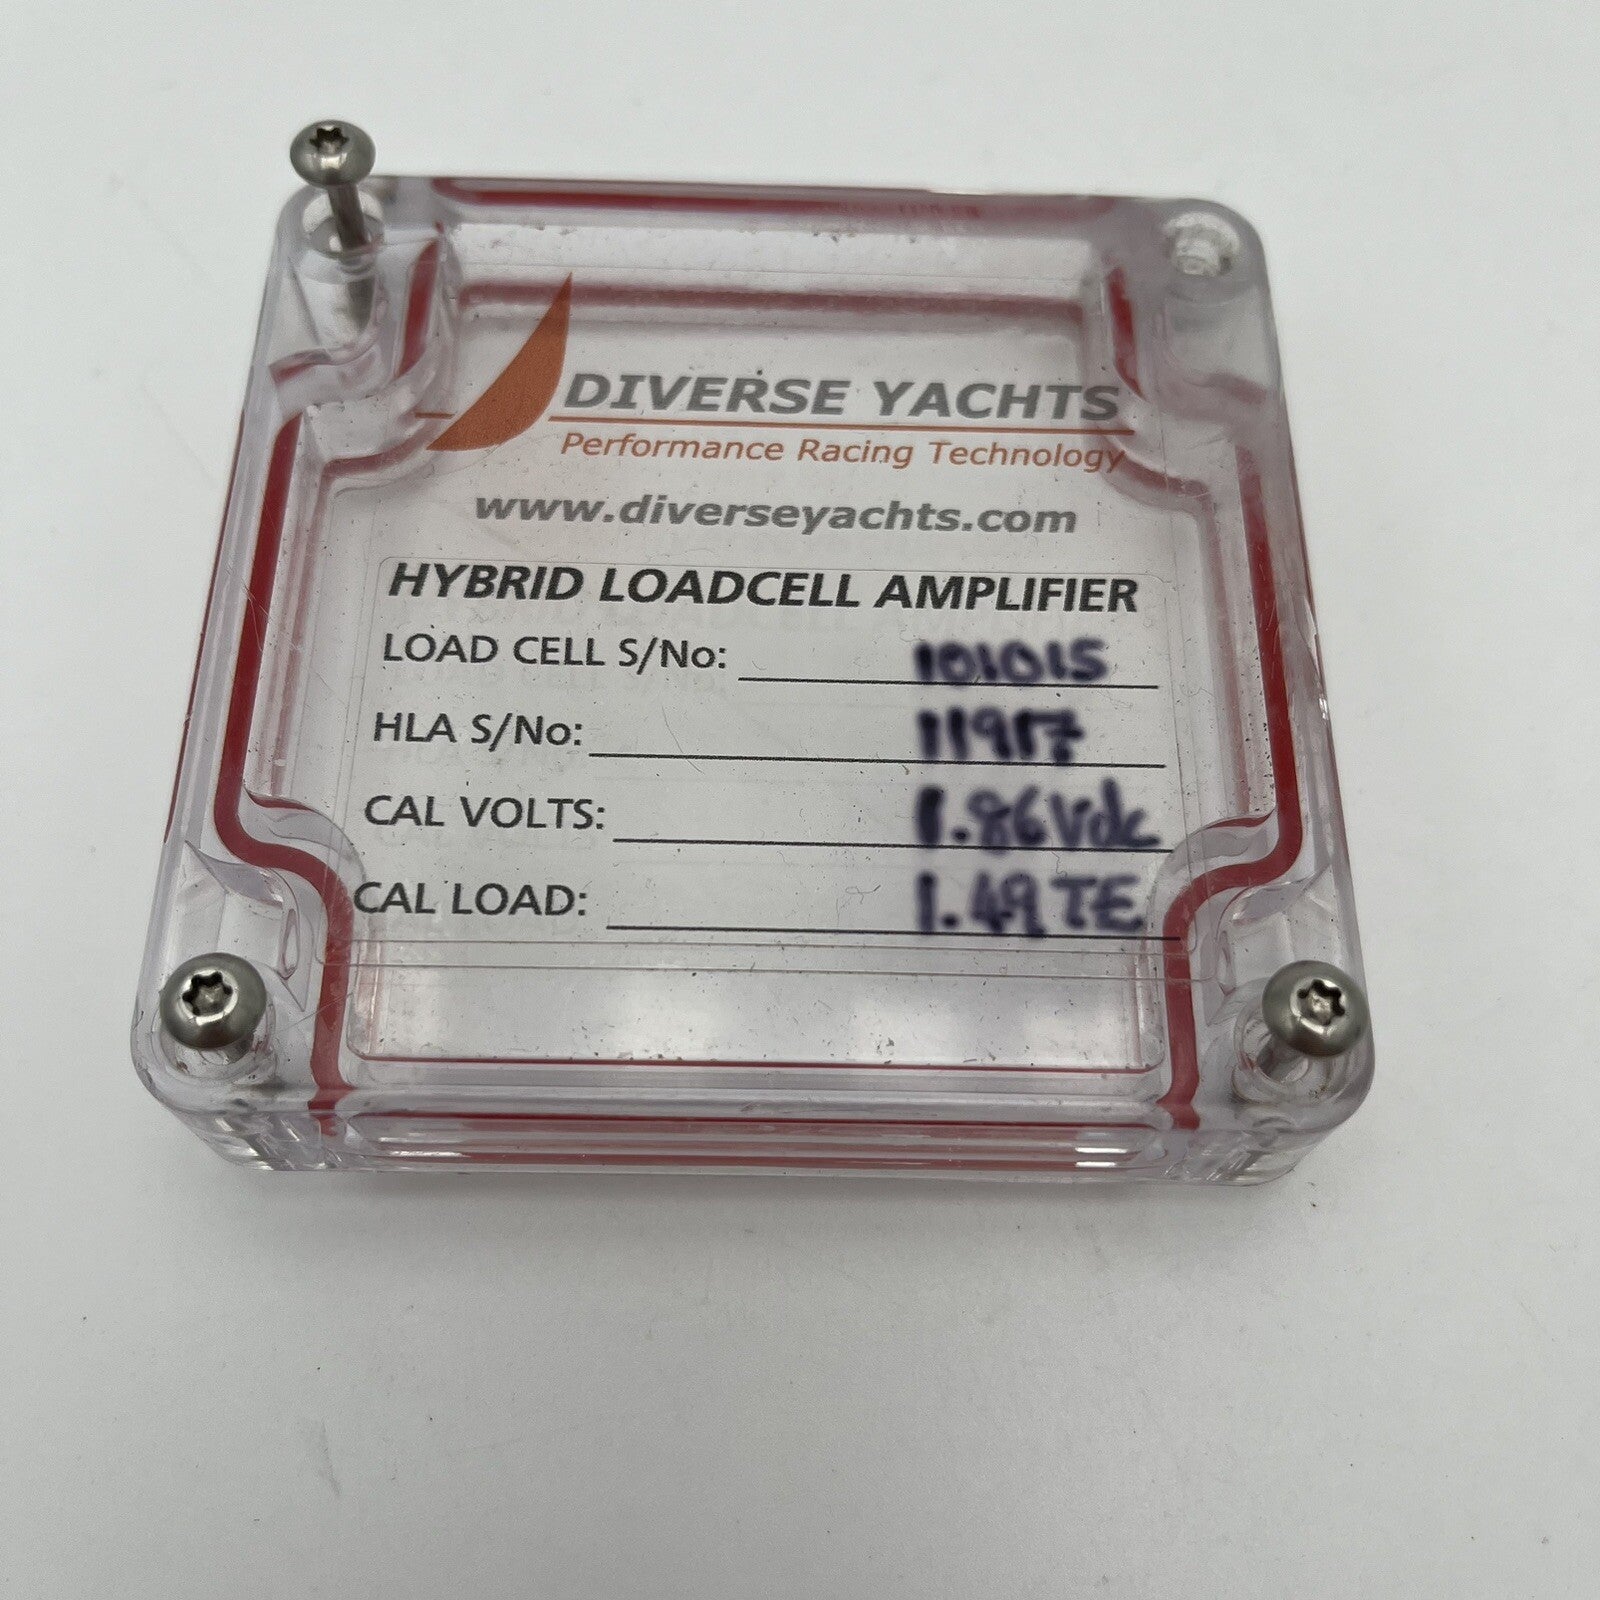 DIVERSE YACHTS
Performance Racing Technology
www.diverseyachts.com
HYBRID LOADCELL AMPLIFIER
LOAD CELL S/No: 101015
HLA S/No: 11917
CAL VOLTS: 1.86Vdc
CAL LOAD: 1.49TE